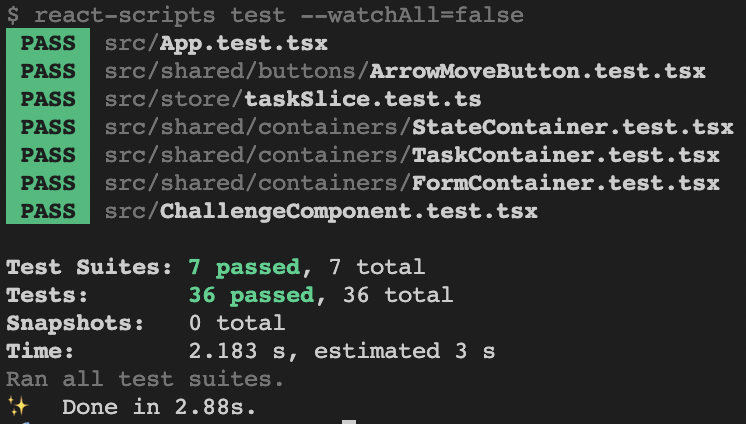 $ react-scripts test --watchAll=false
PASS src/App.test.tsx
PASS src/shared/buttons/ArrowMoveButton.test.tsx
PASS src/store/taskSlice.test.ts
PASS src/shared/containers/StateContainer.test.tsx
PASS src/shared/containers/TaskContainer.test.tsx
PASS src/shared/containers/FormContainer.test.tsx
PASS src/ChallengeComponent.test.tsx
Test Suites: 7 passed, 7 total
Tests: 36 passed, 36 total
Snapshots: 0 total
Time: 2.183 s, estimated 3 s
Ran all test suites.
✨ Done in 2.88s.